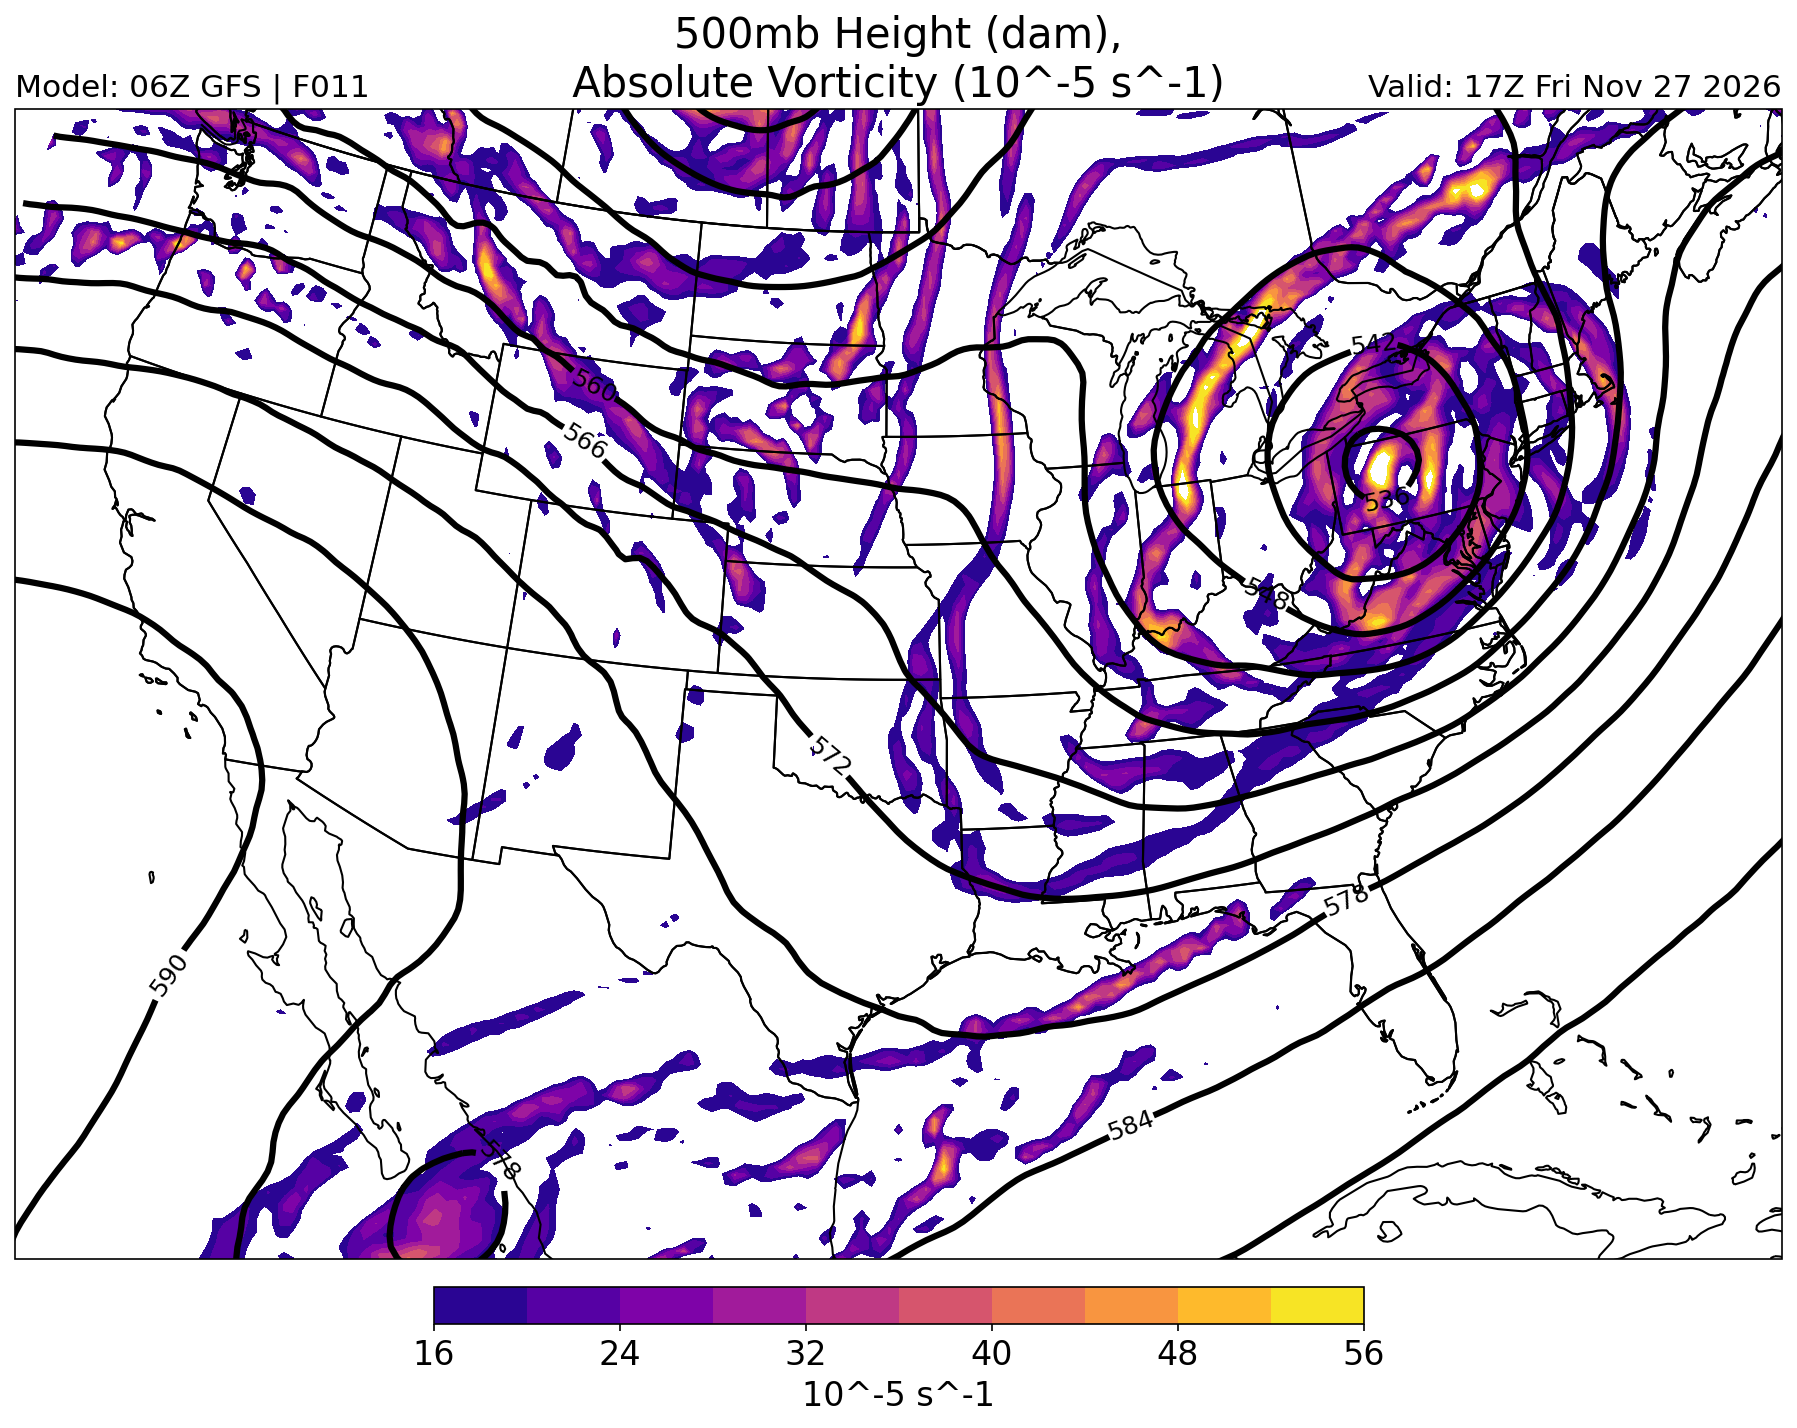 500mb Height (dam),
Absolute Vorticity (10^-5 s^-1)
Model: 06Z GFS | F011
Valid: 17Z Fri Nov 27 2026
542
560
566
536
548
572
578
590
584
578
16 24 32 40 48 56
10^-5 s^-1